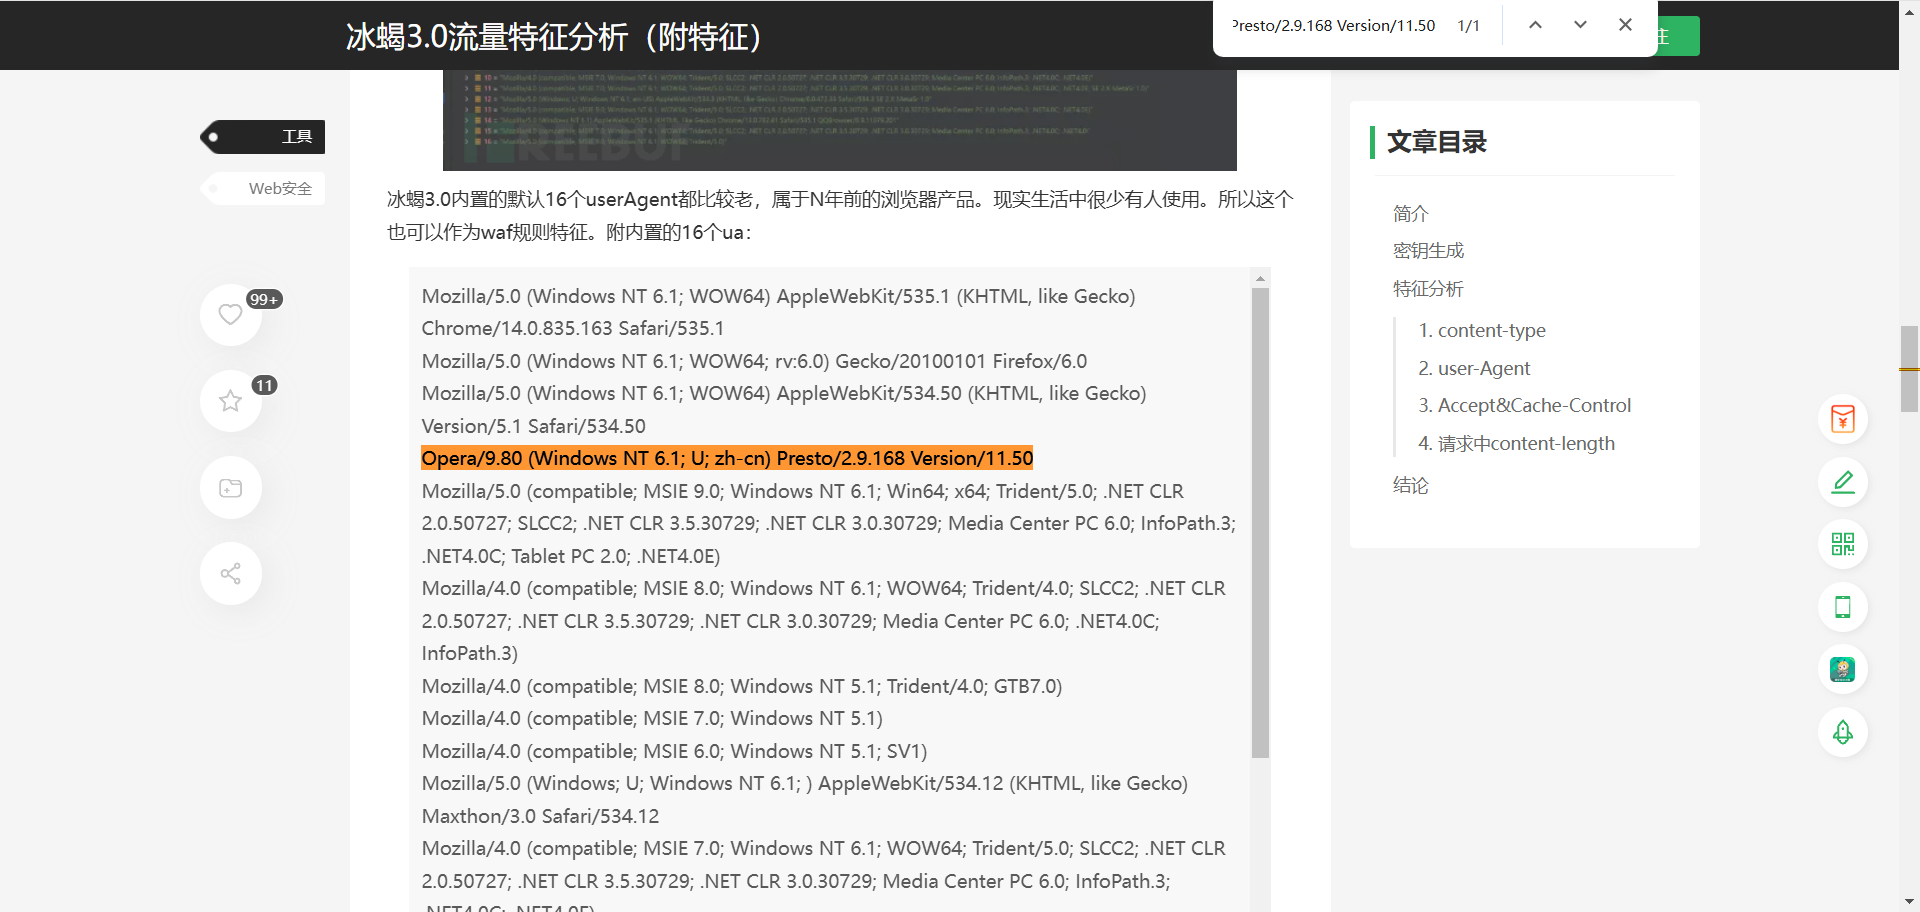 冰蝎3.0流量特征分析（附特征）
Presto/2.9.168 Version/11.50 1/1
注
工具
Web安全
99+
11
冰蝎3.0内置的默认16个userAgent都比较老，属于N年前的浏览器产品。现实生活中很少有人使用。所以这个
也可以作为waf规则特征。附内置的16个ua：
Mozilla/5.0 (Windows NT 6.1; WOW64) AppleWebKit/535.1 (KHTML, like Gecko)
Chrome/14.0.835.163 Safari/535.1
Mozilla/5.0 (Windows NT 6.1; WOW64; rv:6.0) Gecko/20100101 Firefox/6.0
Mozilla/5.0 (Windows NT 6.1; WOW64) AppleWebKit/534.50 (KHTML, like Gecko)
Version/5.1 Safari/534.50
Opera/9.80 (Windows NT 6.1; U; zh-cn) Presto/2.9.168 Version/11.50
Mozilla/5.0 (compatible; MSIE 9.0; Windows NT 6.1; Win64; x64; Trident/5.0; .NET CLR
2.0.50727; SLCC2; .NET CLR 3.5.30729; .NET CLR 3.0.30729; Media Center PC 6.0; InfoPath.3;
.NET4.0C; Tablet PC 2.0; .NET4.0E)
Mozilla/4.0 (compatible; MSIE 8.0; Windows NT 6.1; WOW64; Trident/4.0; SLCC2; .NET CLR
2.0.50727; .NET CLR 3.5.30729; .NET CLR 3.0.30729; Media Center PC 6.0; .NET4.0C;
InfoPath.3)
Mozilla/4.0 (compatible; MSIE 8.0; Windows NT 5.1; Trident/4.0; GTB7.0)
Mozilla/4.0 (compatible; MSIE 7.0; Windows NT 5.1)
Mozilla/4.0 (compatible; MSIE 6.0; Windows NT 5.1; SV1)
Mozilla/5.0 (Windows; U; Windows NT 6.1; ) AppleWebKit/534.12 (KHTML, like Gecko)
Maxthon/3.0 Safari/534.12
Mozilla/4.0 (compatible; MSIE 7.0; Windows NT 6.1; WOW64; Trident/5.0; SLCC2; .NET CLR
2.0.50727; .NET CLR 3.5.30729; .NET CLR 3.0.30729; Media Center PC 6.0; InfoPath.3;
.NET4.0C; .NET4.0E)
文章目录
简介
密钥生成
特征分析
1. content-type
2. user-Agent
3. Accept&Cache-Control
4. 请求中content-length
结论